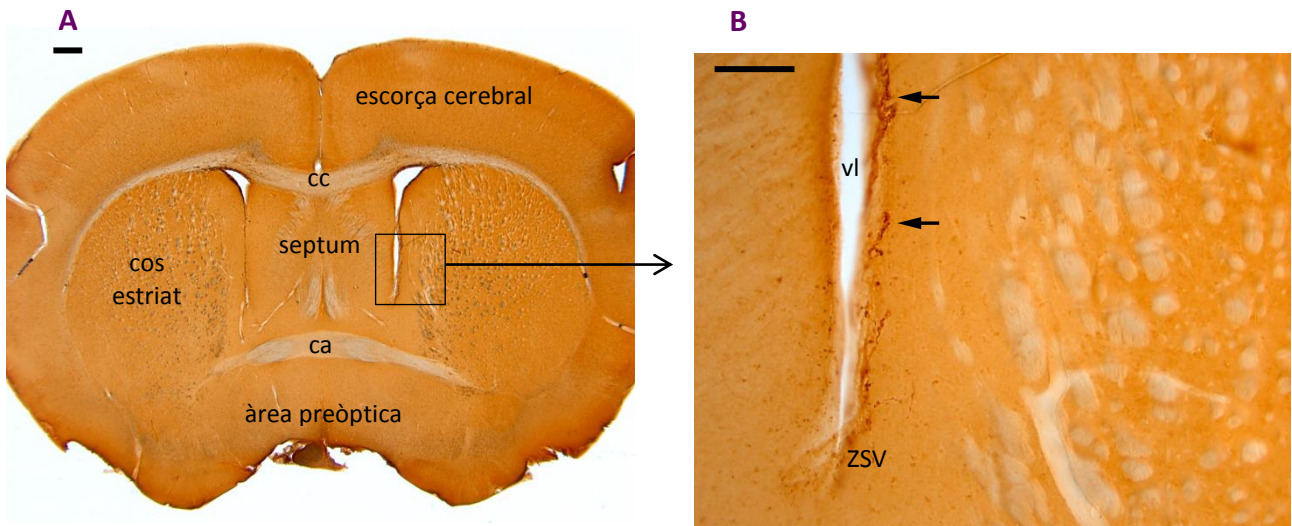 A
B
escorça cerebral
cc
vl
septum
cos
estriat
ca
àrea preòptica
ZSV